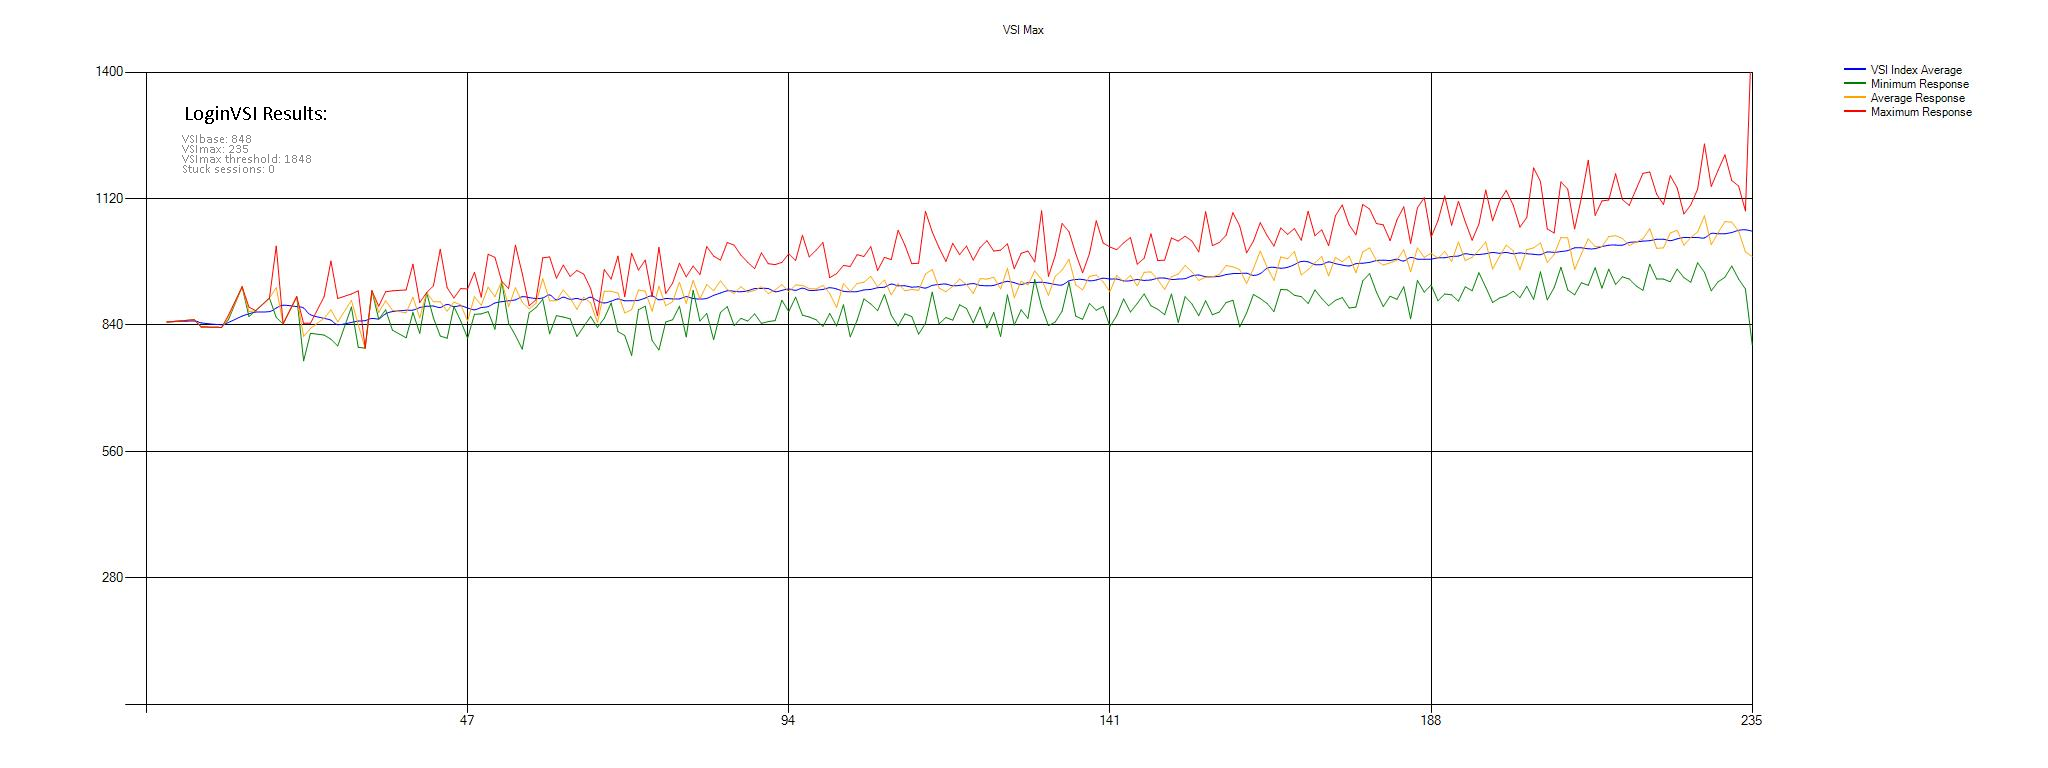 VSI Max
1400
1120
840
560
280
LoginVSI Results:
VSIbase: 848
VSImax: 235
VSImax threshold: 1848
Stuck sessions: 0
VSI Index Average
Minimum Response
Average Response
Maximum Response
47
94
141
188
235